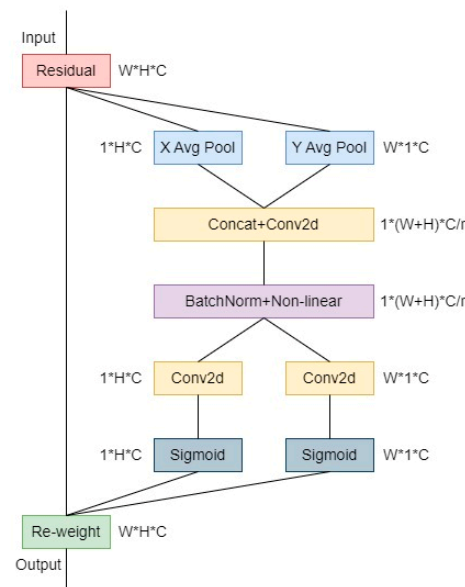 Input
Residual W*H*C
1*H*C X Avg Pool Y Avg Pool W*1*C
Concat+Conv2d 1*(W+H)*C/r
BatchNorm+Non-linear 1*(W+H)*C/r
1*H*C Conv2d Conv2d W*1*C
1*H*C Sigmoid Sigmoid W*1*C
Re-weight W*H*C
Output